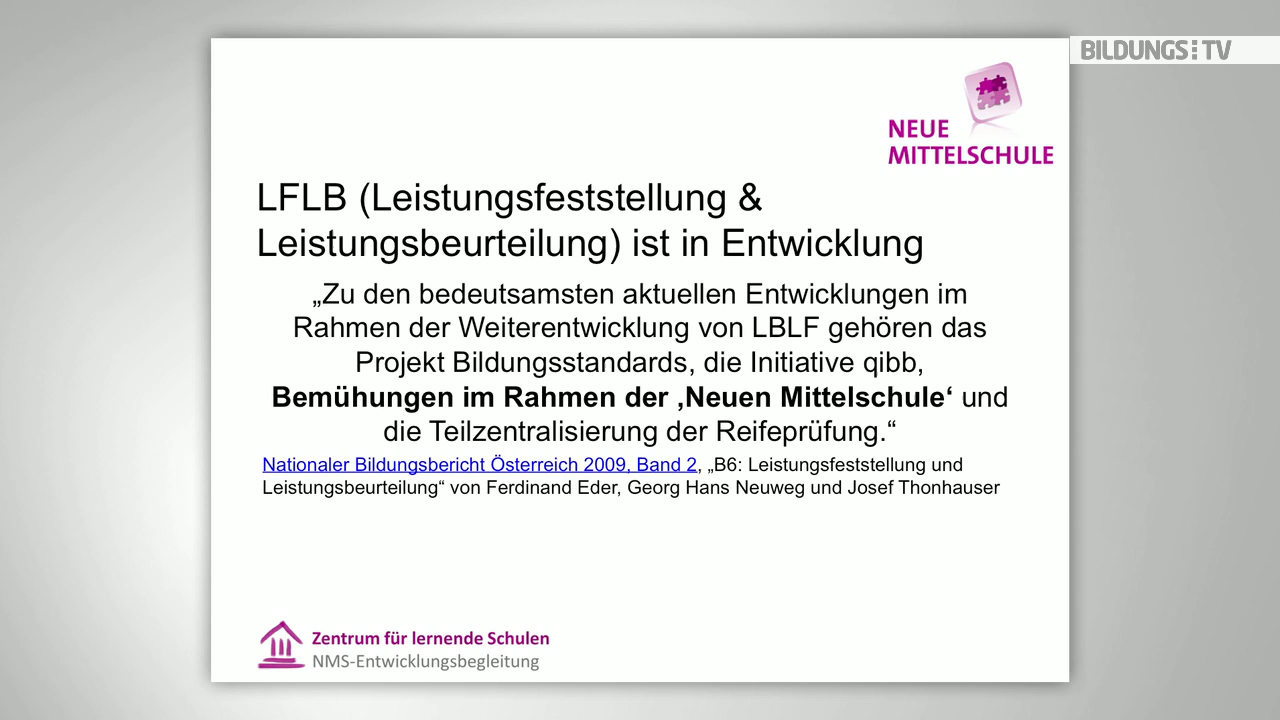 BILDUNGS TV
NEUE
MITTELSCHULE
LFLB (Leistungsfeststellung &
Leistungsbeurteilung) ist in Entwicklung
„Zu den bedeutsamsten aktuellen Entwicklungen im
Rahmen der Weiterentwicklung von LBLF gehören das
Projekt Bildungsstandards, die Initiative qibb,
Bemühungen im Rahmen der ‚Neuen Mittelschule‘ und
die Teilzentralisierung der Reifeprüfung.“
Nationaler Bildungsbericht Österreich 2009, Band 2, „B6: Leistungsfeststellung und
Leistungsbeurteilung“ von Ferdinand Eder, Georg Hans Neuweg und Josef Thonhauser
Zentrum für lernende Schulen
NMS-Entwicklungsbegleitung